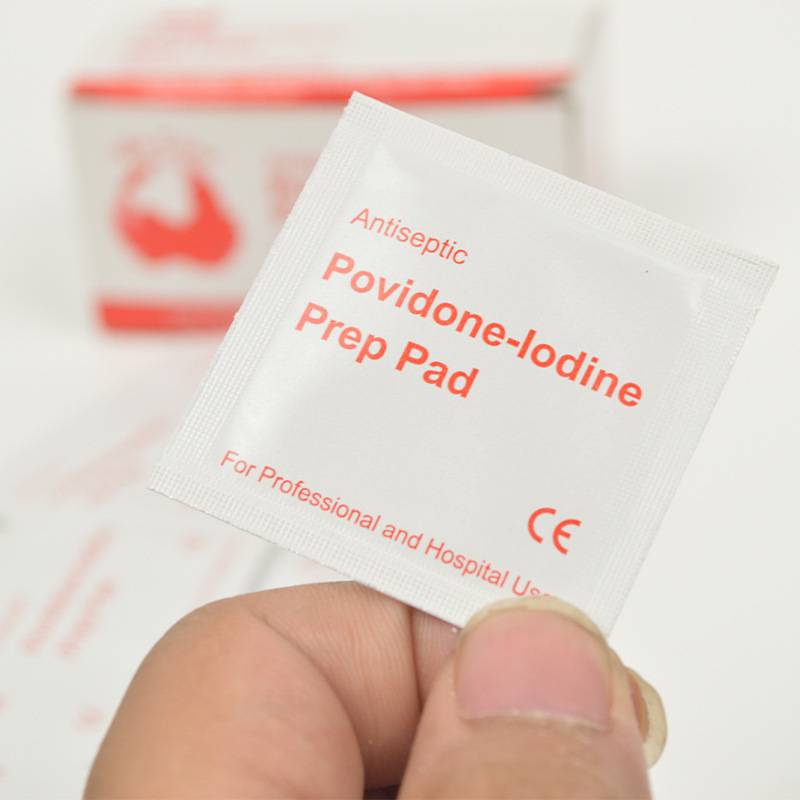 Antiseptic
Povidone-Iodine
Prep Pad
For Professional and Hospital Use
CE